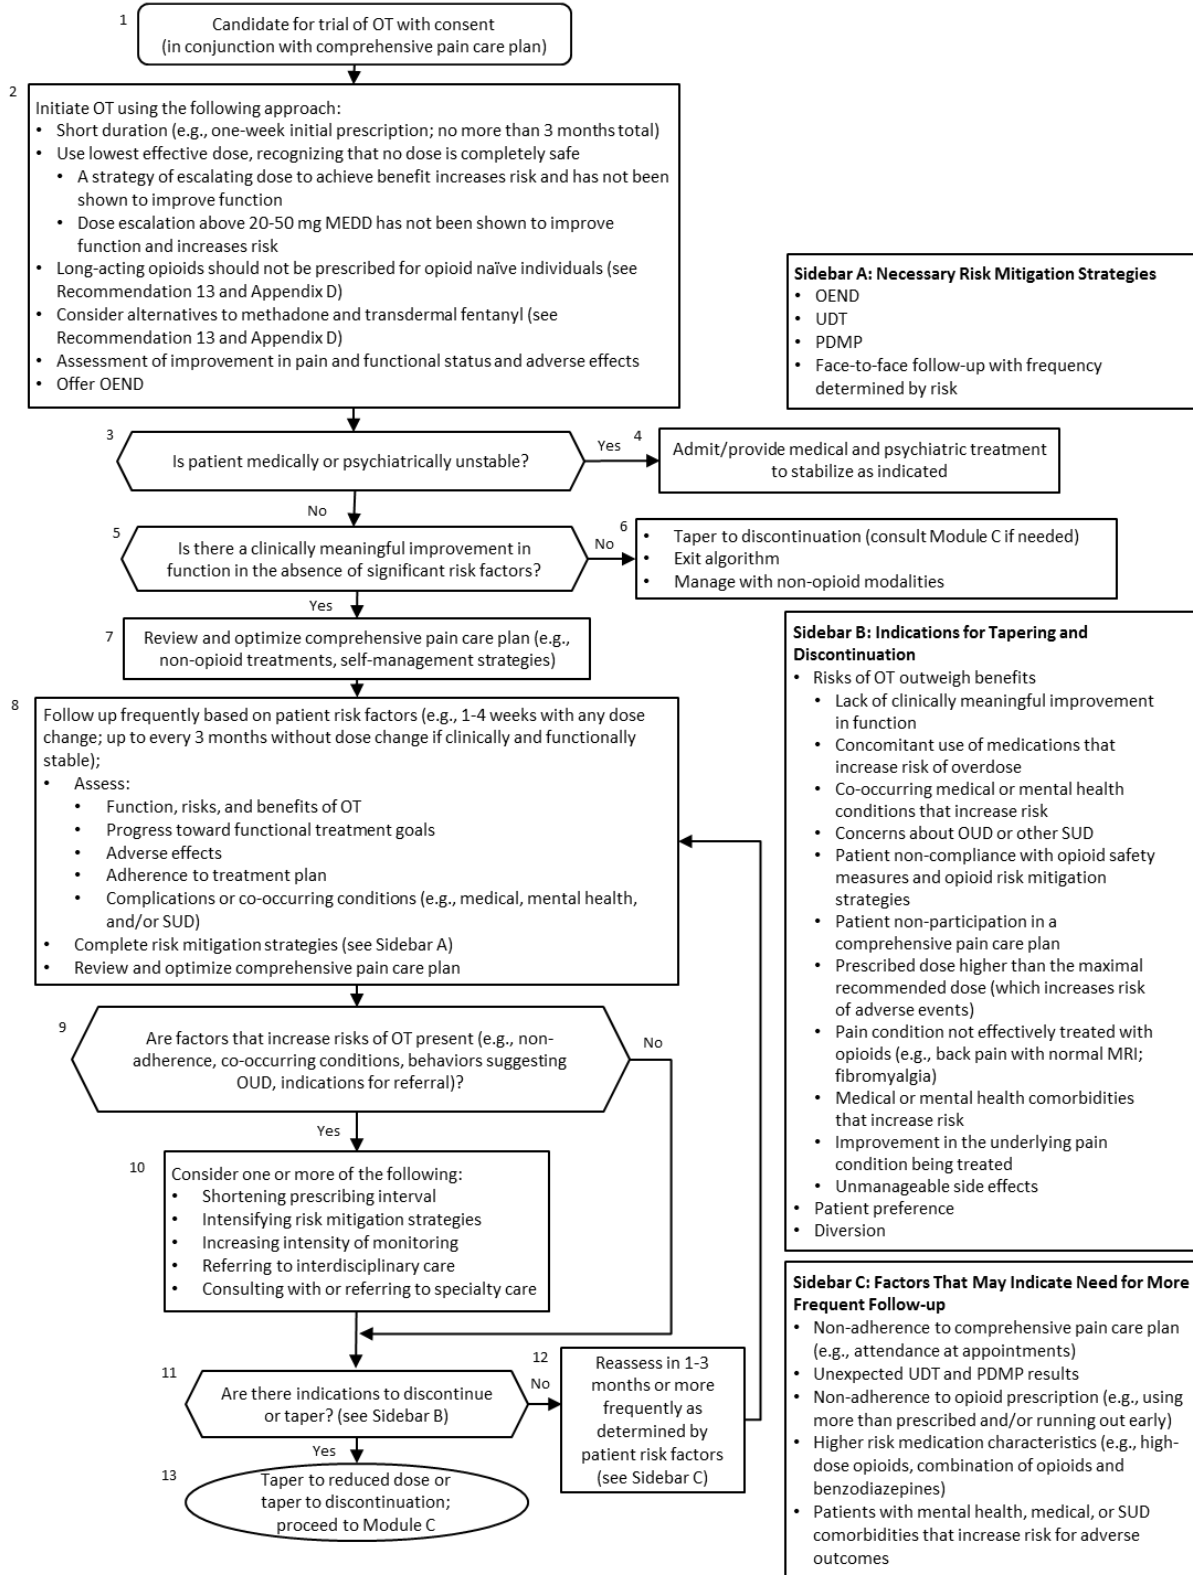 1
Candidate for trial of OT with consent
(in conjunction with comprehensive pain care plan)
2
Initiate OT using the following approach:
• Short duration (e.g., one-week initial prescription; no more than 3 months total)
• Use lowest effective dose, recognizing that no dose is completely safe
• A strategy of escalating dose to achieve benefit increases risk and has not been
shown to improve function
• Dose escalation above 20-50 mg MEDD has not been shown to improve
function and increases risk
• Long-acting opioids should not be prescribed for opioid naïve individuals (see
Recommendation 13 and Appendix D)
• Consider alternatives to methadone and transdermal fentanyl (see
Recommendation 13 and Appendix D)
• Assessment of improvement in pain and functional status and adverse effects
• Offer OEND
Sidebar A: Necessary Risk Mitigation Strategies
• OEND
• UDT
• PDMP
• Face-to-face follow-up with frequency
determined by risk
3
Is patient medically or psychiatrically unstable?
Yes
4
Admit/provide medical and psychiatric treatment
to stabilize as indicated
No
5
Is there a clinically meaningful improvement in
function in the absence of significant risk factors?
No
6
• Taper to discontinuation (consult Module C if needed)
• Exit algorithm
• Manage with non-opioid modalities
Yes
7
Review and optimize comprehensive pain care plan (e.g.,
non-opioid treatments, self-management strategies)
8
Follow up frequently based on patient risk factors (e.g., 1-4 weeks with any dose
change; up to every 3 months without dose change if clinically and functionally
stable);
• Assess:
• Function, risks, and benefits of OT
• Progress toward functional treatment goals
• Adverse effects
• Adherence to treatment plan
• Complications or co-occurring conditions (e.g., medical, mental health,
and/or SUD)
• Complete risk mitigation strategies (see Sidebar A)
• Review and optimize comprehensive pain care plan
Sidebar B: Indications for Tapering and
Discontinuation
• Risks of OT outweigh benefits
• Lack of clinically meaningful improvement
in function
• Concomitant use of medications that
increase risk of overdose
• Co-occurring medical or mental health
conditions that increase risk
• Concerns about OUD or other SUD
• Patient non-compliance with opioid safety
measures and opioid risk mitigation
strategies
• Patient non-participation in a
comprehensive pain care plan
• Prescribed dose higher than the maximal
recommended dose (which increases risk
of adverse events)
• Pain condition not effectively treated with
opioids (e.g., back pain with normal MRI;
fibromyalgia)
• Medical or mental health comorbidities
that increase risk
• Improvement in the underlying pain
condition being treated
• Unmanageable side effects
• Patient preference
• Diversion
9
Are factors that increase risks of OT present (e.g., non-
adherence, co-occurring conditions, behaviors suggesting
OUD, indications for referral)?
No
Yes
10
Consider one or more of the following:
• Shortening prescribing interval
• Intensifying risk mitigation strategies
• Increasing intensity of monitoring
• Referring to interdisciplinary care
• Consulting with or referring to specialty care
11
Are there indications to discontinue
or taper? (see Sidebar B)
No
12
Reassess in 1-3
months or more
frequently as
determined by
patient risk factors
(see Sidebar C)
Yes
13
Taper to reduced dose or
taper to discontinuation;
proceed to Module C
Sidebar C: Factors That May Indicate Need for More
Frequent Follow-up
• Non-adherence to comprehensive pain care plan
(e.g., attendance at appointments)
• Unexpected UDT and PDMP results
• Non-adherence to opioid prescription (e.g., using
more than prescribed and/or running out early)
• Higher risk medication characteristics (e.g., high-
dose opioids, combination of opioids and
benzodiazepines)
• Patients with mental health, medical, or SUD
comorbidities that increase risk for adverse
outcomes